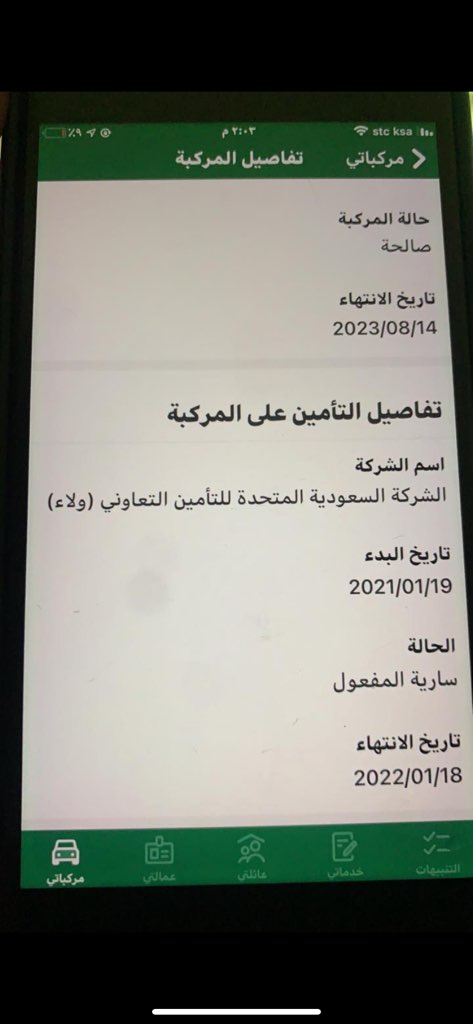 stc ksa
٢:٠٣ م
٪٩
مركباتي
تفاصيل المركبة
حالة المركبة
صالحة
تاريخ الانتهاء
2023/08/14
تفاصيل التأمين على المركبة
اسم الشركة
الشركة السعودية المتحدة للتأمين التعاوني (ولاء)
تاريخ البدء
2021/01/19
الحالة
سارية المفعول
تاريخ الانتهاء
2022/01/18
التنبيهات
خدماتي
عائلتي
عمالتي
مركباتي